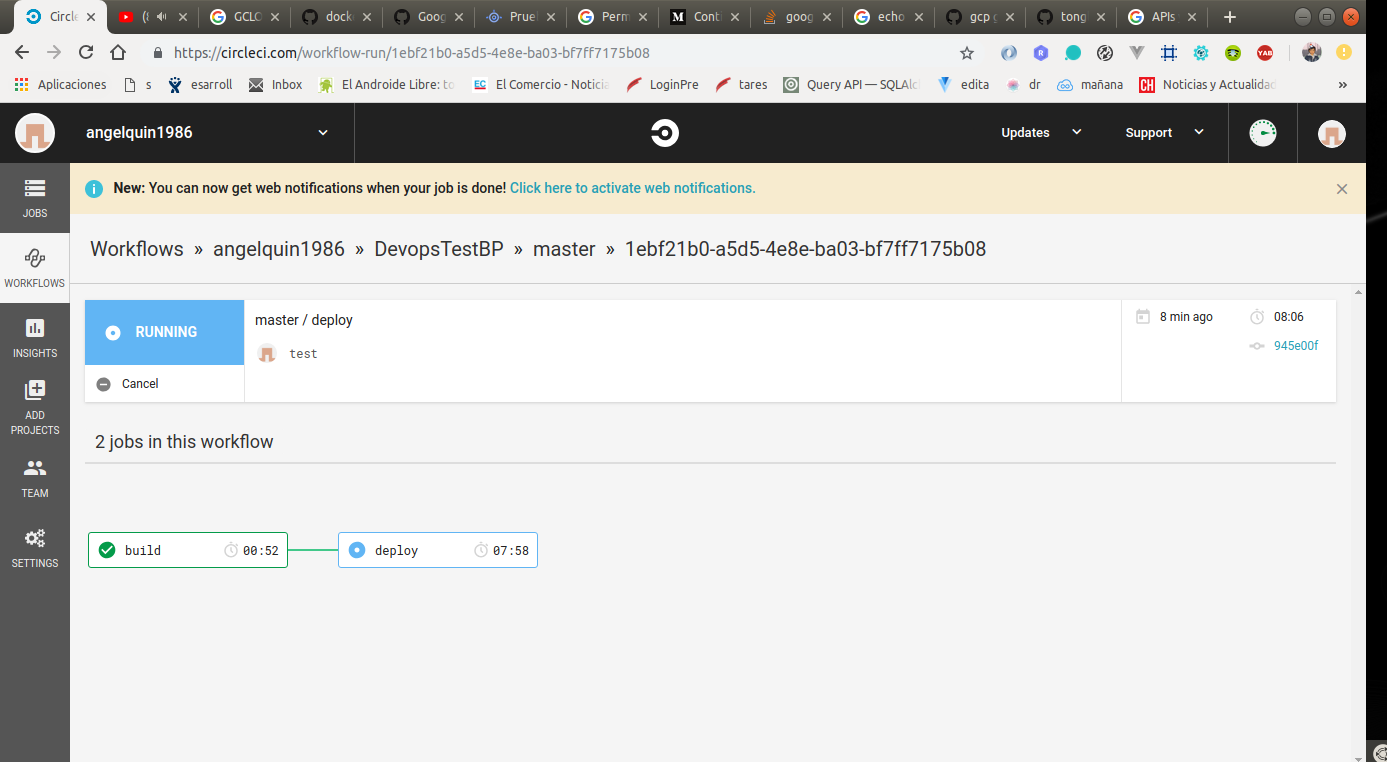 Circle (8 GCLO dock Goog Prue Perm Conti goog echo gcp g tong APIs
https://circleci.com/workflow-run/1ebf21b0-a5d5-4e8e-ba03-bf7ff7175b08
Aplicaciones s esarroll Inbox El Androide Libre: to El Comercio - Noticia LoginPre tares Query API — SQLAlc edita dr mañana Noticias y Actualidad »
angelquin1986 Updates Support
New: You can now get web notifications when your job is done! Click here to activate web notifications.
JOBS
Workflows » angelquin1986 » DevopsTestBP » master » 1ebf21b0-a5d5-4e8e-ba03-bf7ff7175b08
WORKFLOWS
RUNNING master / deploy 8 min ago 08:06
test 945e00f
INSIGHTS
Cancel
ADD
PROJECTS
2 jobs in this workflow
TEAM
build 00:52 deploy 07:58
SETTINGS